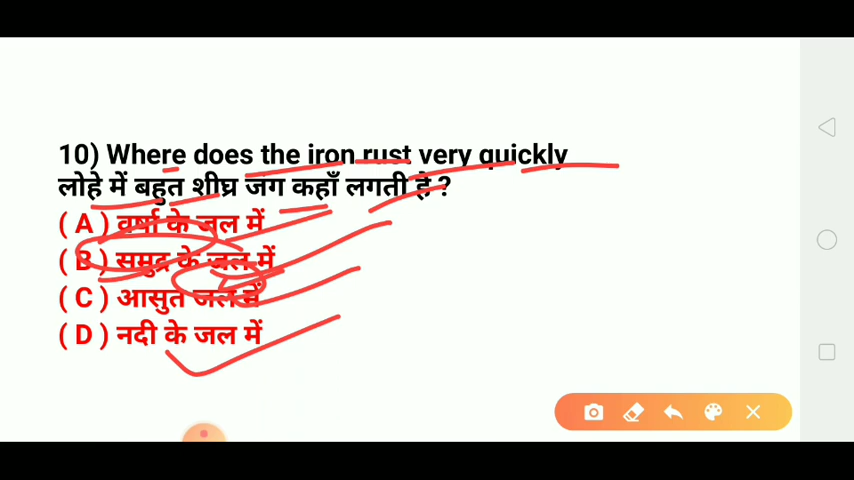 10) Where does the iron rust very quickly
लोहे में बहुत शीघ्र जग कहाँ लगती है ?
( A ) वर्षा के जल में
( B ) समुद्र के जल में
( C ) आसुत जल में
( D ) नदी के जल में